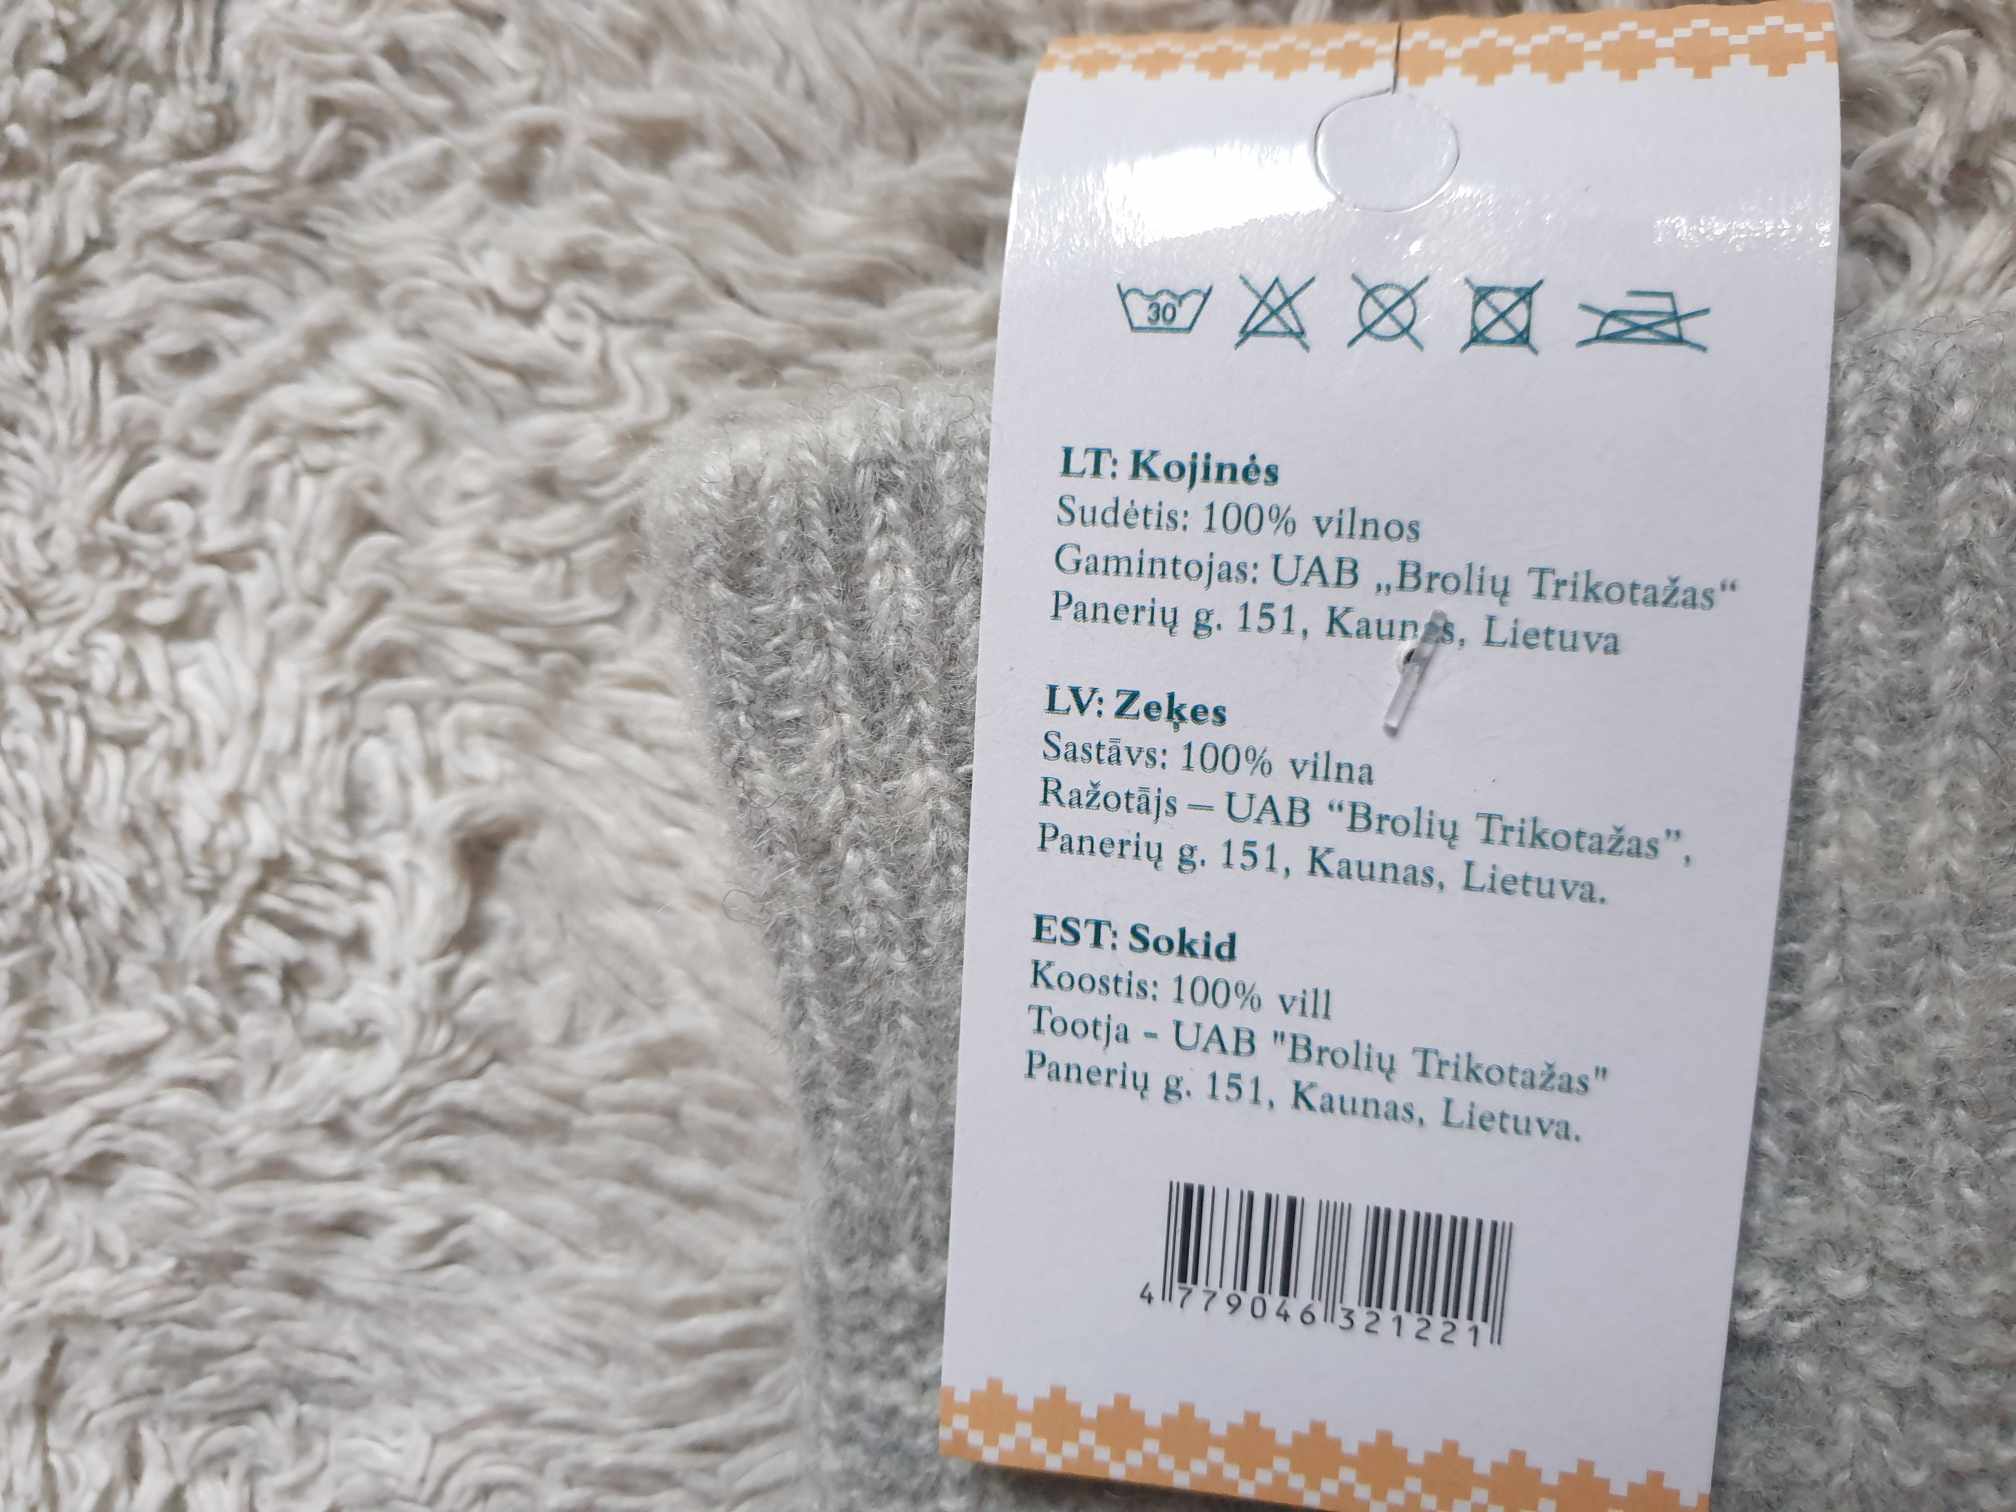 30
LT: Kojinės
Sudėtis: 100% vilnos
Gamintojas: UAB „Brolių Trikotažas“
Panerių g. 151, Kaunas, Lietuva
LV: Zeķes
Sastāvs: 100% vilna
Ražotājs – UAB “Brolių Trikotažas”,
Panerių g. 151, Kaunas, Lietuva.
EST: Sokid
Koostis: 100% vill
Tootja - UAB "Brolių Trikotažas"
Panerių g. 151, Kaunas, Lietuva.
4 779046 321221